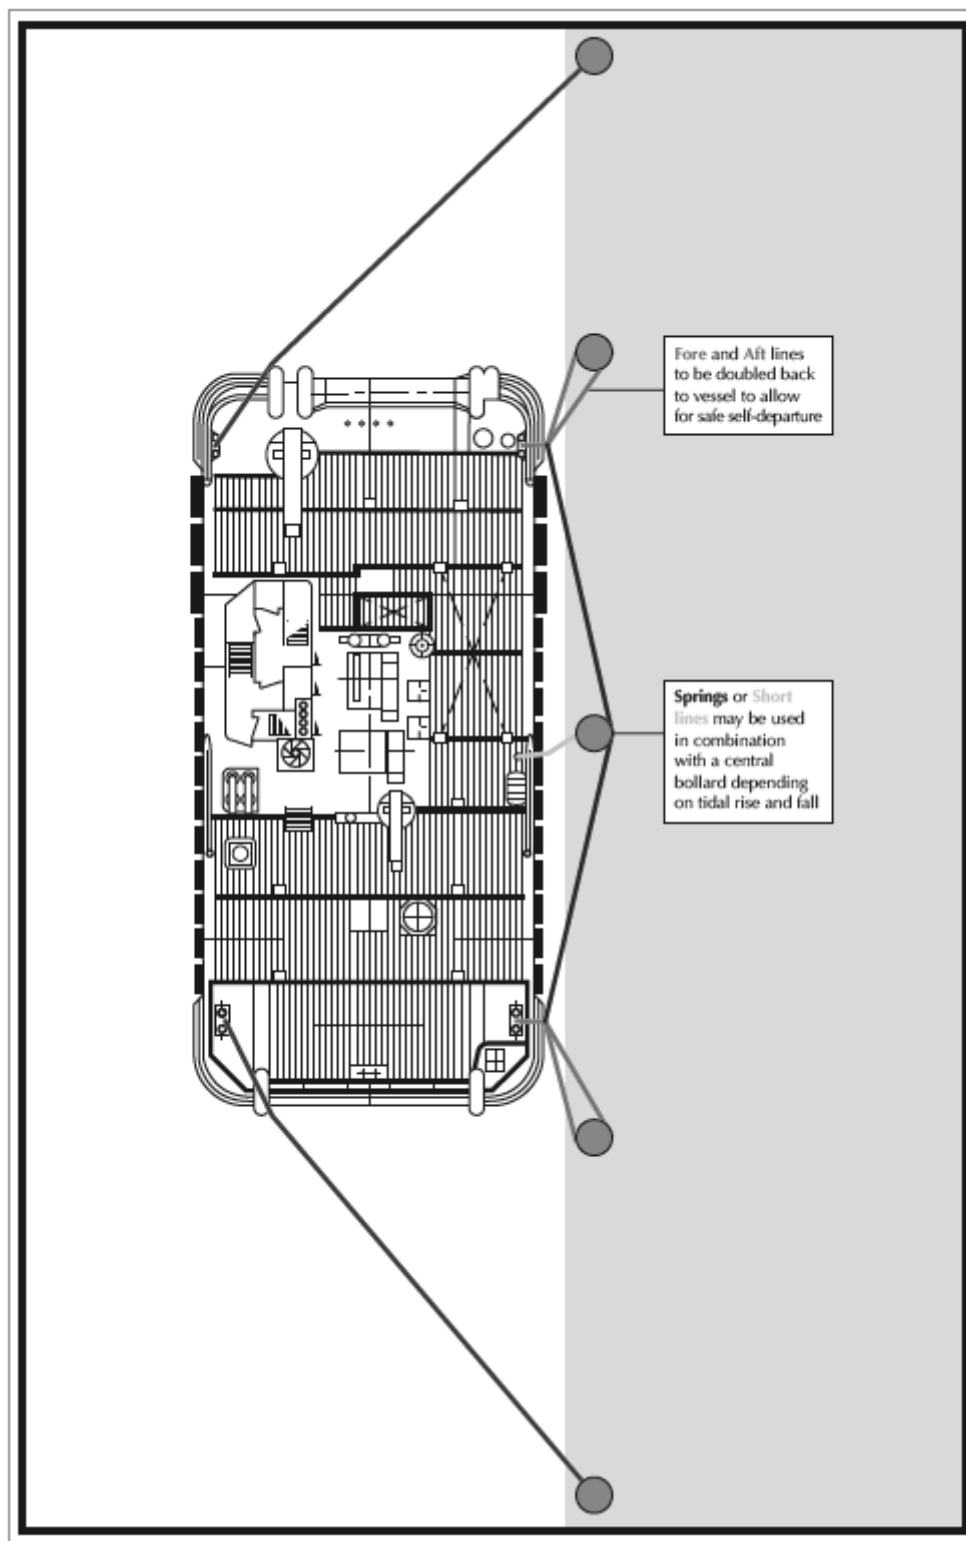 Fore and Aft lines
to be doubled back
to vessel to allow
for safe self-departure
Springs or Short
lines may be used
in combination
with a central
bollard depending
on tidal rise and fall